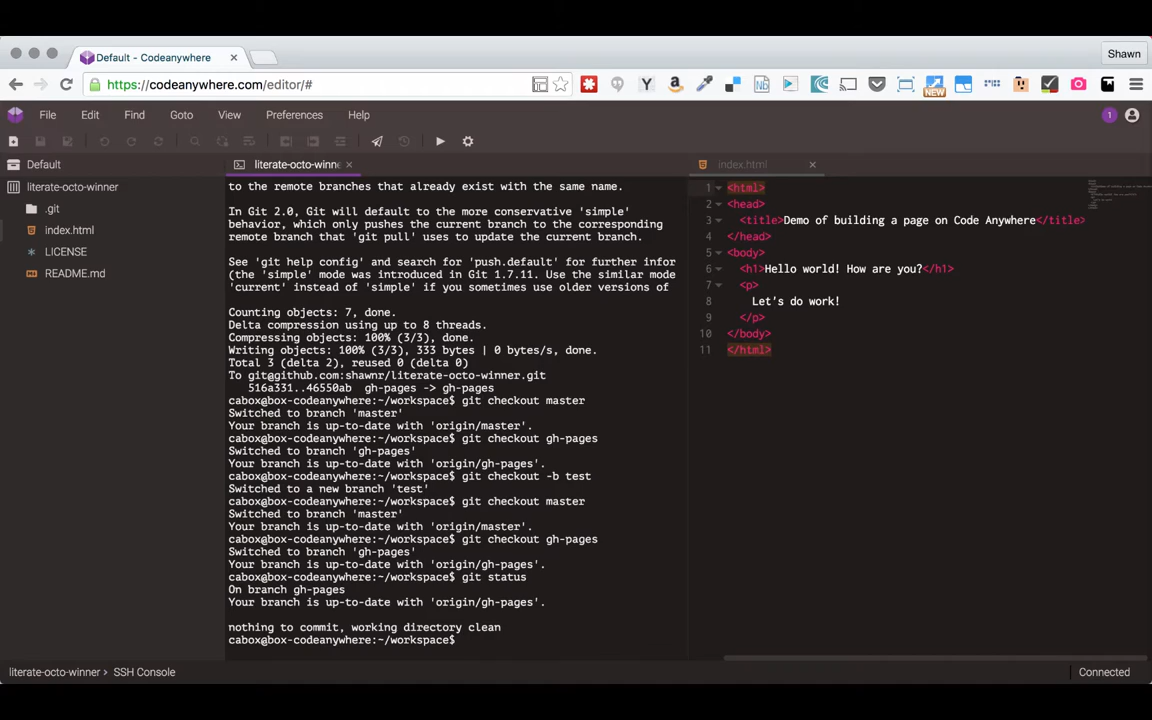 Default - Codeanywhere
Shawn
https://codeanywhere.com/editor/#
Y
a
Nb
NEW
File Edit Find Goto View Preferences Help
1
Default
literate-octo-winne
index.html
literate-octo-winner
.git
index.html
LICENSE
README.md
to the remote branches that already exist with the same name.
In Git 2.0, Git will default to the more conservative 'simple'
behavior, which only pushes the current branch to the corresponding
remote branch that 'git pull' uses to update the current branch.
See 'git help config' and search for 'push.default' for further infor
(the 'simple' mode was introduced in Git 1.7.11. Use the similar mode
'current' instead of 'simple' if you sometimes use older versions of
Counting objects: 7, done.
Delta compression using up to 8 threads.
Compressing objects: 100% (3/3), done.
Writing objects: 100% (3/3), 333 bytes | 0 bytes/s, done.
Total 3 (delta 2), reused 0 (delta 0)
To git@github.com:shawnr/literate-octo-winner.git
516a331..46550ab gh-pages -> gh-pages
cabox@box-codeanywhere:~/workspace$ git checkout master
Switched to branch 'master'
Your branch is up-to-date with 'origin/master'.
cabox@box-codeanywhere:~/workspace$ git checkout gh-pages
Switched to branch 'gh-pages'
Your branch is up-to-date with 'origin/gh-pages'.
cabox@box-codeanywhere:~/workspace$ git checkout -b test
Switched to a new branch 'test'
cabox@box-codeanywhere:~/workspace$ git checkout master
Switched to branch 'master'
Your branch is up-to-date with 'origin/master'.
cabox@box-codeanywhere:~/workspace$ git checkout gh-pages
Switched to branch 'gh-pages'
Your branch is up-to-date with 'origin/gh-pages'.
cabox@box-codeanywhere:~/workspace$ git status
On branch gh-pages
Your branch is up-to-date with 'origin/gh-pages'.
nothing to commit, working directory clean
cabox@box-codeanywhere:~/workspace$
1 <html>
2 <head>
3 <title>Demo of building a page on Code Anywhere</title>
4 </head>
5 <body>
6 <h1>Hello world! How are you?</h1>
7 <p>
8 Let's do work!
9 </p>
10 </body>
11 </html>
literate-octo-winner > SSH Console
Connected